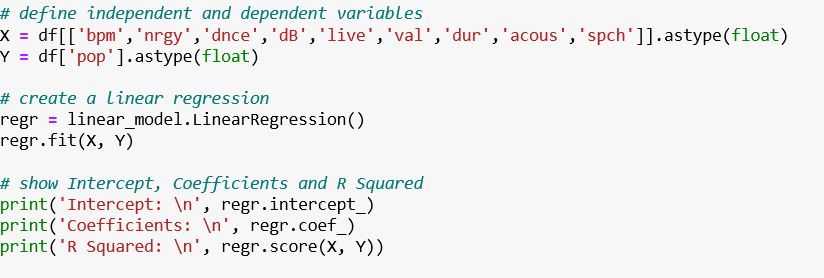 # define independent and dependent variables
X = df[['bpm','nrgy','dnce','dB','live','val','dur','acous','spch']].astype(float)
Y = df['pop'].astype(float)
# create a linear regression
regr = linear_model.LinearRegression()
regr.fit(X, Y)
# show Intercept, Coefficients and R Squared
print('Intercept: \n', regr.intercept_)
print('Coefficients: \n', regr.coef_)
print('R Squared: \n', regr.score(X, Y))